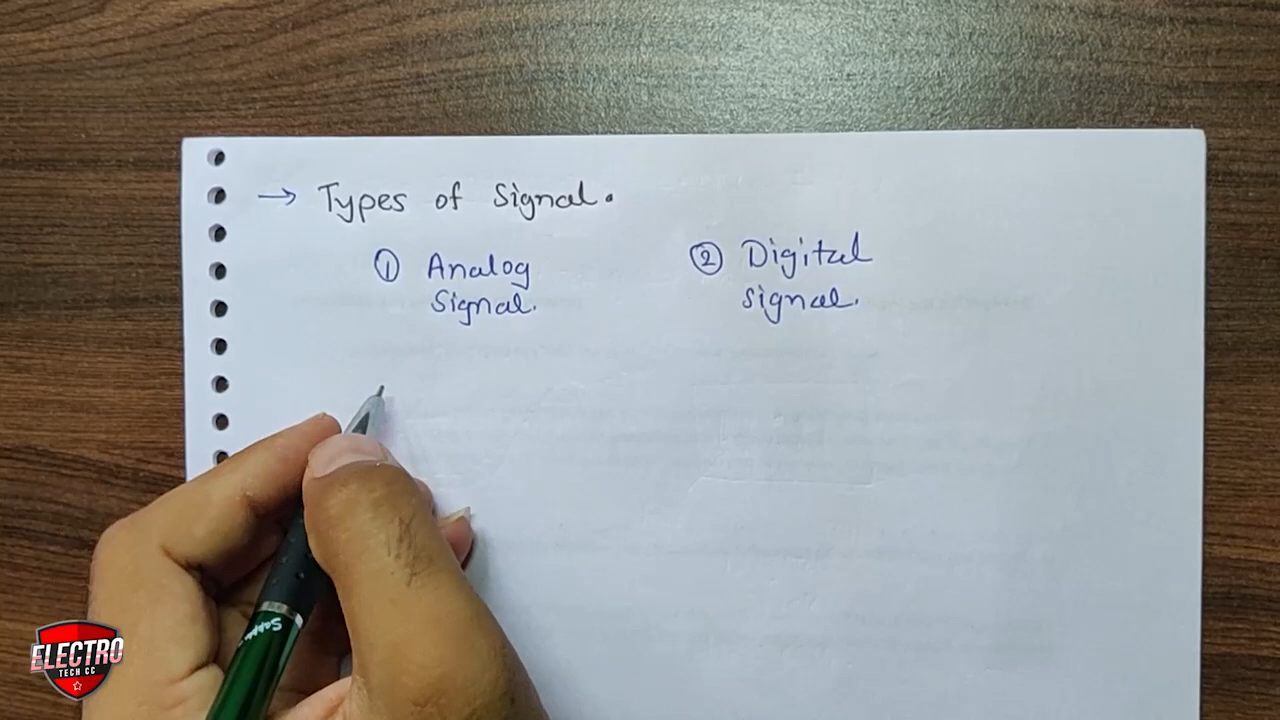 → Types of Signal.
① Analog Signal.
② Digital signal.
ELECTRO
TECH CC